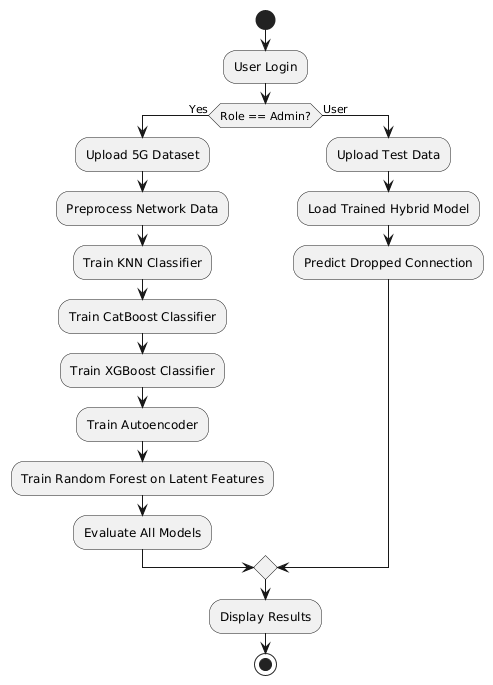 User Login
Role == Admin?
Yes
User
Upload 5G Dataset
Preprocess Network Data
Train KNN Classifier
Train CatBoost Classifier
Train XGBoost Classifier
Train Autoencoder
Train Random Forest on Latent Features
Evaluate All Models
Upload Test Data
Load Trained Hybrid Model
Predict Dropped Connection
Display Results